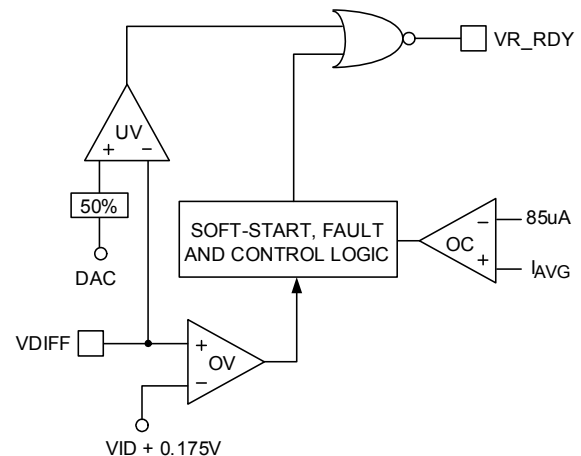 VR_RDY
UV
+ −
50%
DAC
SOFT-START, FAULT
AND CONTROL LOGIC
− 85uA
OC
+ IAVG
VDIFF
+
OV
−
VID + 0.175V